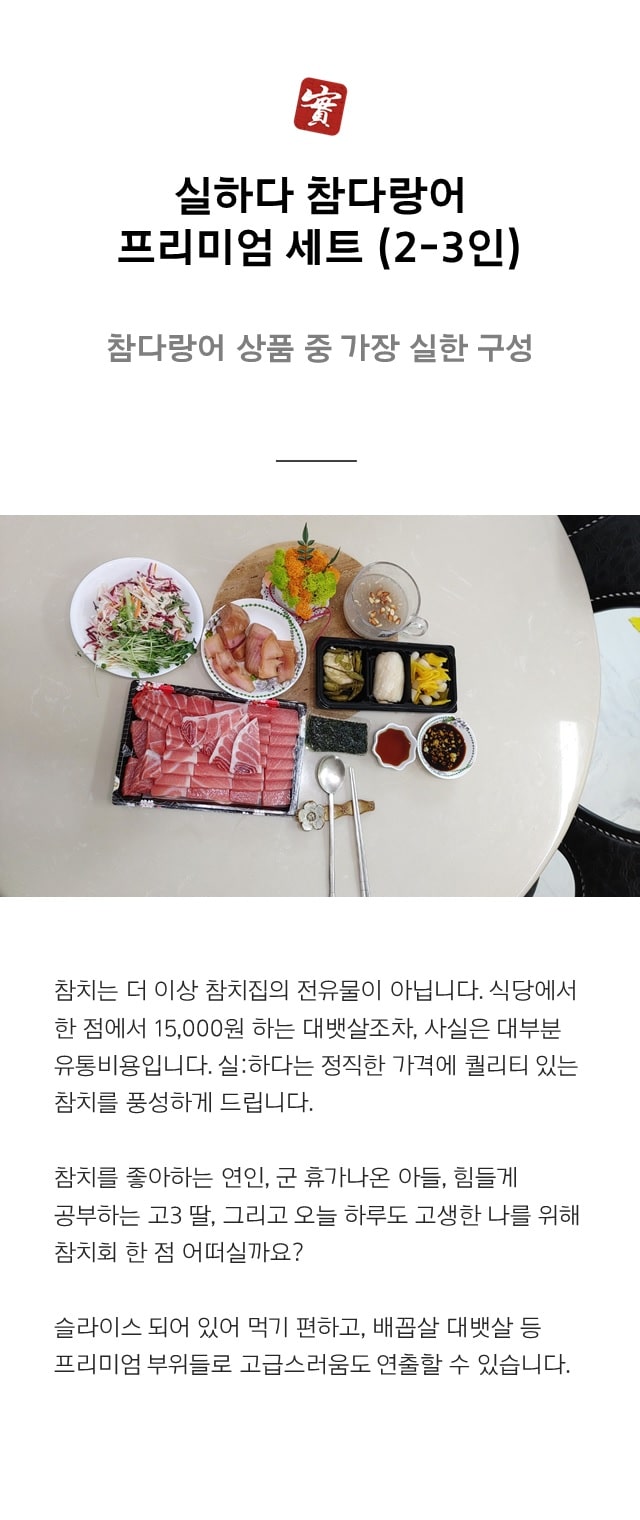 實
실하다 참다랑어
프리미엄 세트 (2-3인)
참다랑어 상품 중 가장 실한 구성
참치는 더 이상 참치집의 전유물이 아닙니다. 식당에서
한 점에서 15,000원 하는 대뱃살조차, 사실은 대부분
유통비용입니다. 실:하다는 정직한 가격에 퀄리티 있는
참치를 풍성하게 드립니다.
참치를 좋아하는 연인, 군 휴가나온 아들, 힘들게
공부하는 고3 딸, 그리고 오늘 하루도 고생한 나를 위해
참치회 한 점 어떠실까요?
슬라이스 되어 있어 먹기 편하고, 배꼽살 대뱃살 등
프리미엄 부위들로 고급스러움도 연출할 수 있습니다.